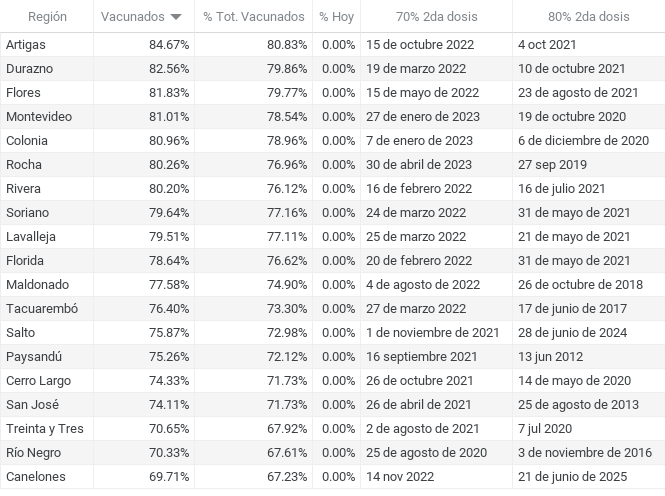 Región Vacunados % Tot. Vacunados % Hoy 70% 2da dosis 80% 2da dosis
Artigas 84.67% 80.83% 0.00% 15 de octubre 2022 4 oct 2021
Durazno 82.56% 79.86% 0.00% 19 de marzo 2022 10 de octubre 2021
Flores 81.83% 79.77% 0.00% 15 de mayo de 2022 23 de agosto de 2021
Montevideo 81.01% 78.54% 0.00% 27 de enero de 2023 19 de octubre 2020
Colonia 80.96% 78.96% 0.00% 7 de enero de 2023 6 de diciembre de 2020
Rocha 80.26% 76.96% 0.00% 30 de abril de 2023 27 sep 2019
Rivera 80.20% 76.12% 0.00% 16 de febrero 2022 16 de julio 2021
Soriano 79.64% 77.16% 0.00% 24 de marzo 2022 31 de mayo de 2021
Lavalleja 79.51% 77.11% 0.00% 25 de marzo 2022 21 de mayo de 2021
Florida 78.64% 76.62% 0.00% 20 de febrero 2022 31 de mayo de 2021
Maldonado 77.58% 74.90% 0.00% 4 de agosto de 2022 26 de octubre de 2018
Tacuarembó 76.40% 73.30% 0.00% 27 de marzo 2022 17 de junio de 2017
Salto 75.87% 72.98% 0.00% 1 de noviembre de 2021 28 de junio de 2024
Paysandú 75.26% 72.12% 0.00% 16 septiembre 2021 13 jun 2012
Cerro Largo 74.33% 71.73% 0.00% 26 de octubre 2021 14 de mayo de 2020
San José 74.11% 71.73% 0.00% 26 de abril de 2021 25 de agosto de 2013
Treinta y Tres 70.65% 67.92% 0.00% 2 de agosto de 2021 7 jul 2020
Río Negro 70.33% 67.61% 0.00% 25 de agosto de 2020 3 de noviembre de 2016
Canelones 69.71% 67.23% 0.00% 14 nov 2022 21 de junio de 2025